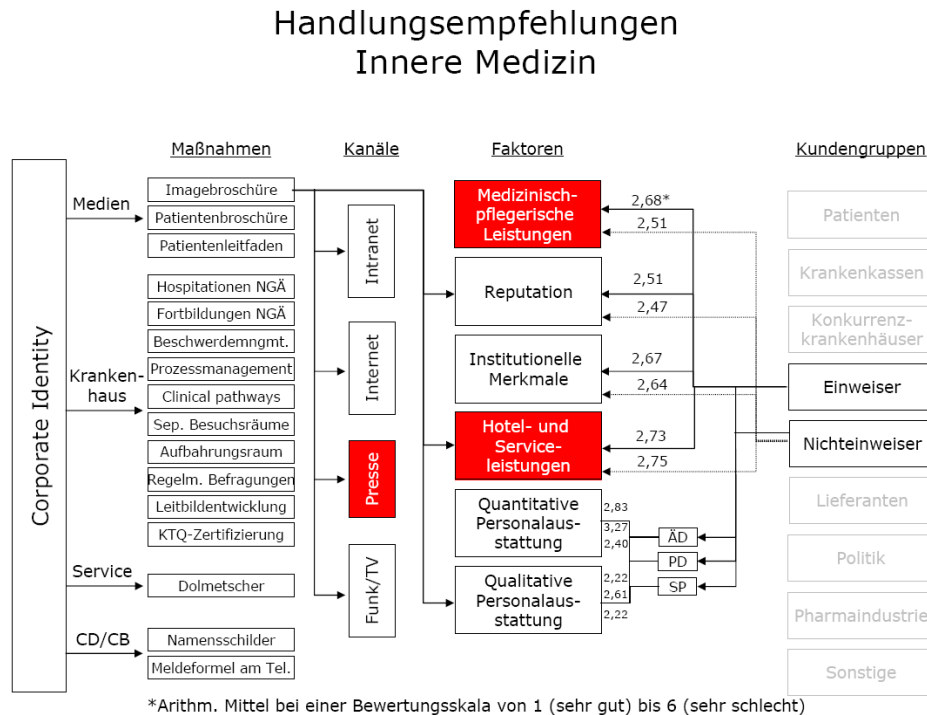 Handlungsempfehlungen
Innere Medizin
Maßnahmen
Kanäle
Faktoren
Kundengruppen
Corporate Identity
Medien
Imagebroschüre
Patientenbroschüre
Patientenleitfaden
Kranken-
haus
Hospitationen NGÄ
Fortbildungen NGÄ
Beschwerdemngmt.
Prozessmanagement
Clinical pathways
Sep. Besuchsräume
Aufbahrungsraum
Regelm. Befragungen
Leitbildentwicklung
KTQ-Zertifizierung
Service
Dolmetscher
CD/CB
Namensschilder
Meldeformel am Tel.
Intranet
Internet
Presse
Funk/TV
Medizinisch-
pflegerische
Leistungen
2,68*
2,51
Reputation
2,51
2,47
Institutionelle
Merkmale
2,67
2,64
Hotel- und
Service-
leistungen
2,73
2,75
Quantitative
Personalaus-
stattung
2,83
3,27
2,40
Qualitative
Personalaus-
stattung
2,22
2,61
2,22
ÄD
PD
SP
Patienten
Krankenkassen
Konkurrenz-
krankenhäuser
Einweiser
Nichteinweiser
Lieferanten
Politik
Pharmaindustrie
Sonstige
*Arithm. Mittel bei einer Bewertungsskala von 1 (sehr gut) bis 6 (sehr schlecht)